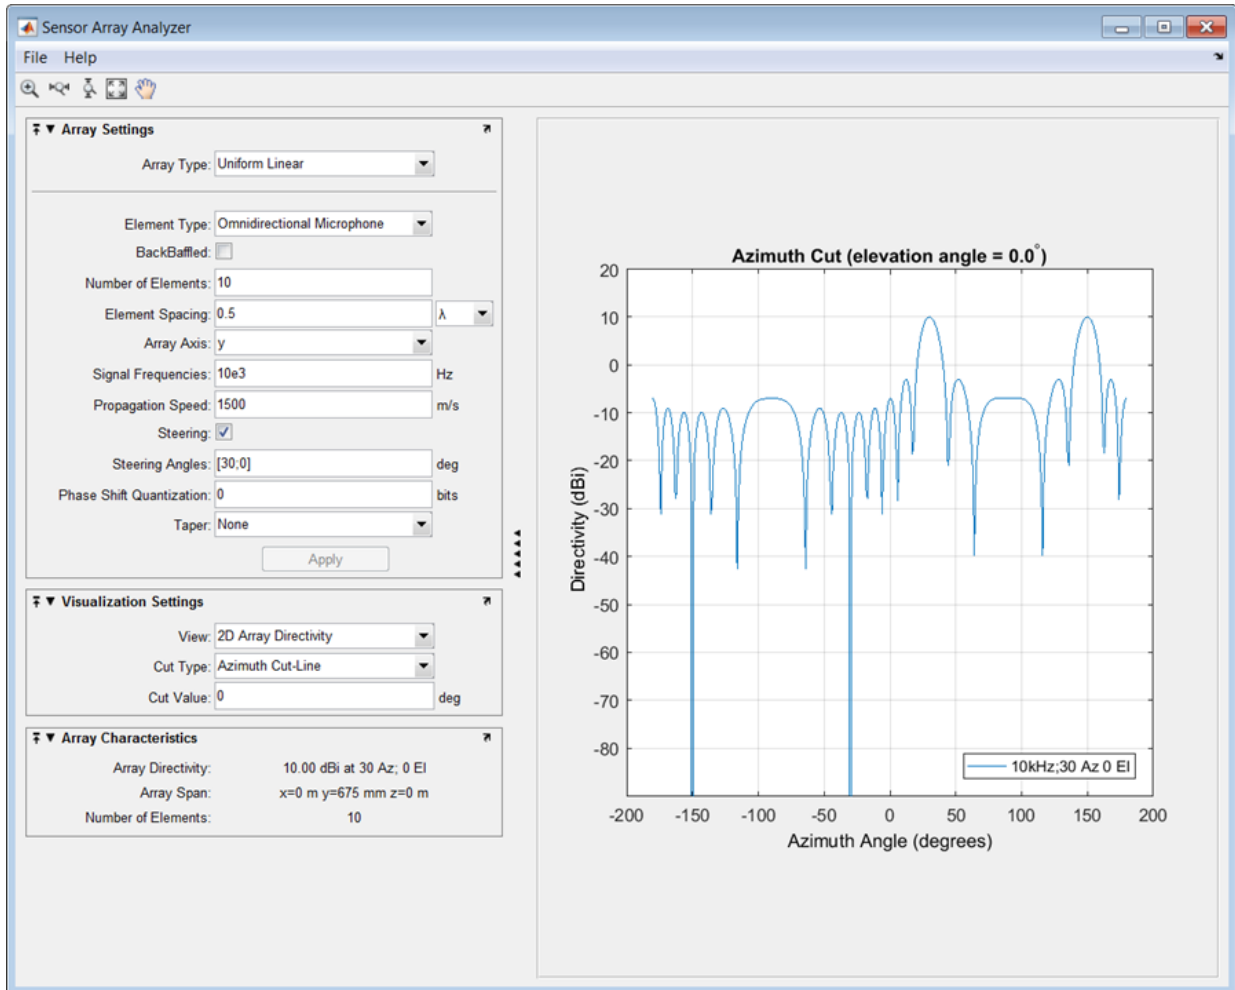 Sensor Array Analyzer
File Help
Array Settings
Array Type: Uniform Linear
Element Type: Omnidirectional Microphone
BackBaffled:
Number of Elements: 10
Element Spacing: 0.5 λ
Array Axis: y
Signal Frequencies: 10e3 Hz
Propagation Speed: 1500 m/s
Steering:
Steering Angles: [30;0] deg
Phase Shift Quantization: 0 bits
Taper: None
Apply
Visualization Settings
View: 2D Array Directivity
Cut Type: Azimuth Cut-Line
Cut Value: 0 deg
Array Characteristics
Array Directivity: 10.00 dBi at 30 Az; 0 El
Array Span: x=0 m y=675 mm z=0 m
Number of Elements: 10
Azimuth Cut (elevation angle = 0.0°)
20
10
0
-10
-20
-30
-40
-50
-60
-70
-80
Directivity (dBi)
10kHz;30 Az 0 El
-200 -150 -100 -50 0 50 100 150 200
Azimuth Angle (degrees)